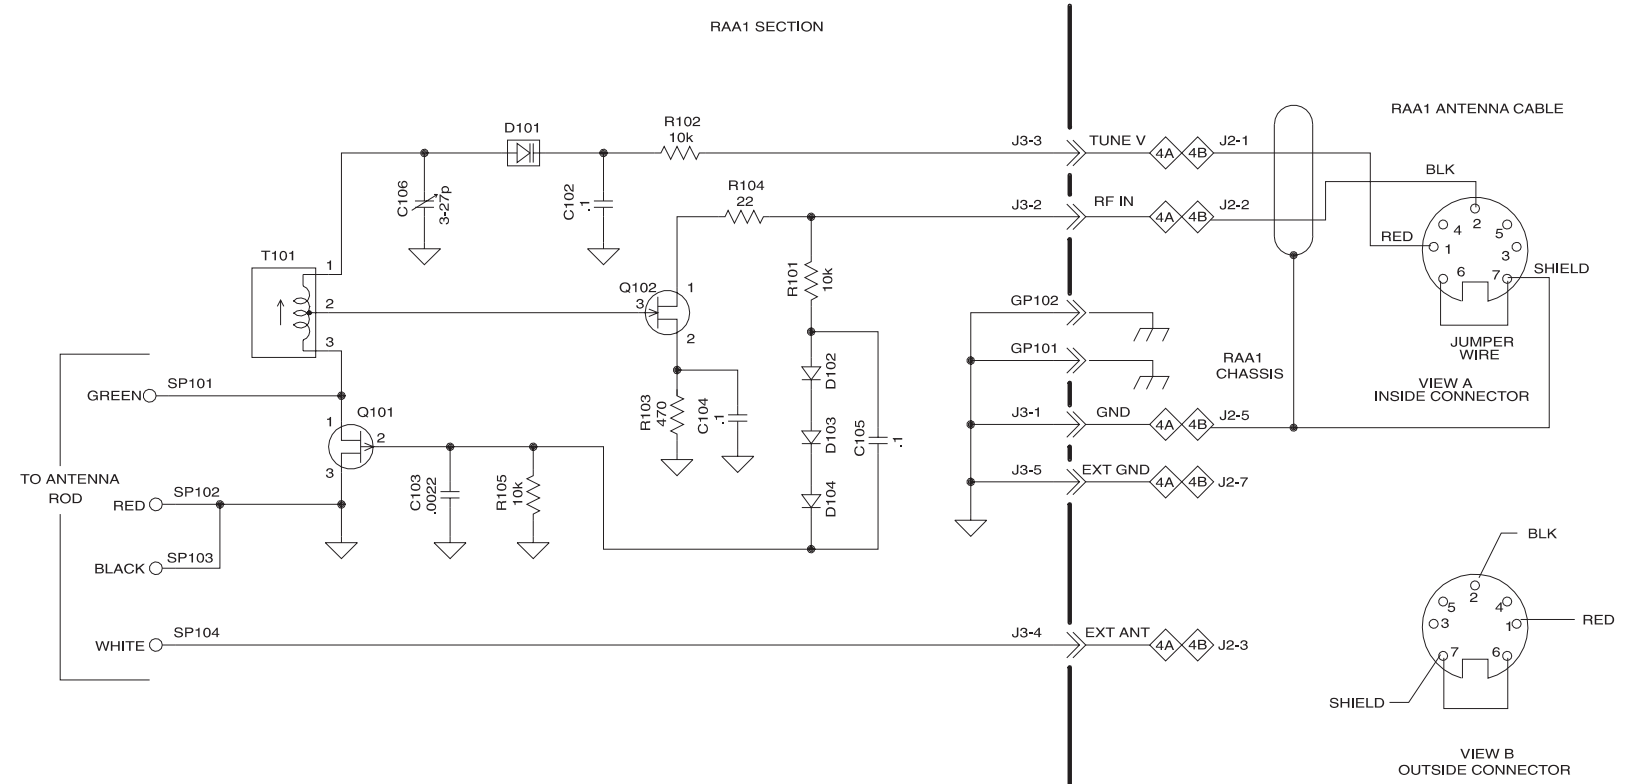 RAA1 SECTION
RAA1 ANTENNA CABLE
D101
R102
10k
J3-3
TUNE V
4A
4B
J2-1
C106
3-27p
C102
.1
R104
22
J3-2
RF IN
4A
4B
J2-2
BLK
RED
SHIELD
2
4
5
1
3
6
7
JUMPER
WIRE
VIEW A
INSIDE CONNECTOR
T101
1
2
3
Q102
3
1
2
R101
10k
GP102
GP101
RAA1
CHASSIS
R103
470
C104
.1
D102
D103
D104
C105
.1
J3-1
GND
4A
4B
J2-5
J3-5
EXT GND
4A
4B
J2-7
GREEN
SP101
Q101
1
2
3
TO ANTENNA
ROD
RED
SP102
C103
.0022
R105
10k
BLACK
SP103
WHITE
SP104
J3-4
EXT ANT
4A
4B
J2-3
BLK
RED
SHIELD
2
5
4
3
1
7
6
VIEW B
OUTSIDE CONNECTOR